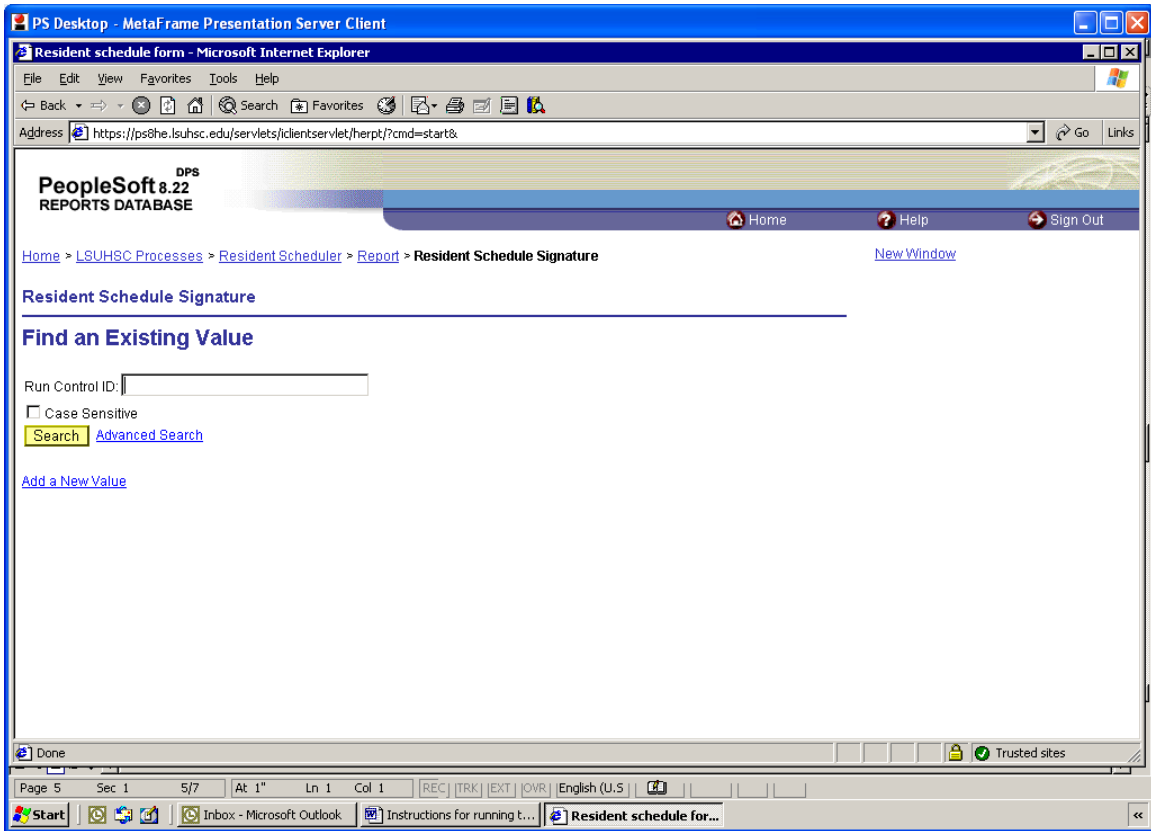 PS Desktop - MetaFrame Presentation Server Client
Resident schedule form - Microsoft Internet Explorer
File Edit View Favorites Tools Help
Back Search Favorites
Address https://ps8he.lsuhsc.edu/servlets/iclientservlet/herpt/?cmd=start& Go Links
DPS
PeopleSoft 8.22
REPORTS DATABASE
Home Help Sign Out
Home > LSUHSC Processes > Resident Scheduler > Report > Resident Schedule Signature New Window
Resident Schedule Signature
Find an Existing Value
Run Control ID:
Case Sensitive
Search Advanced Search
Add a New Value
Done Trusted sites
Page 5 Sec 1 5/7 At 1" Ln 1 Col 1 REC TRK EXT OVR English (U.S
Start Inbox - Microsoft Outlook Instructions for running t... Resident schedule for... «